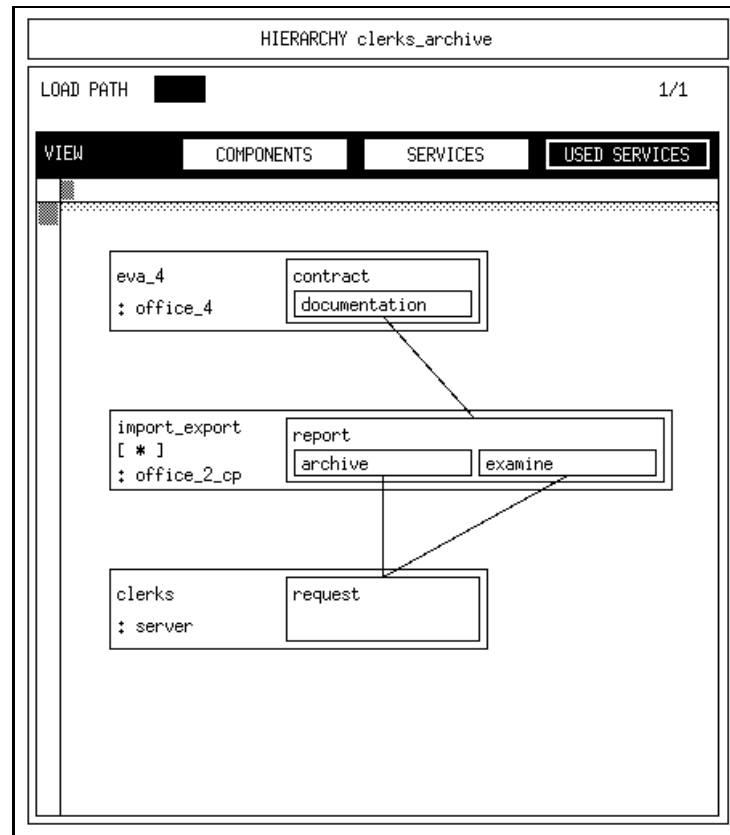 HIERARCHY clerks_archive
LOAD PATH 1/1
VIEW COMPONENTS SERVICES USED SERVICES
eva_4 contract
: office_4 documentation
import_export report
[ * ] archive examine
: office_2_cp
clerks request
: server